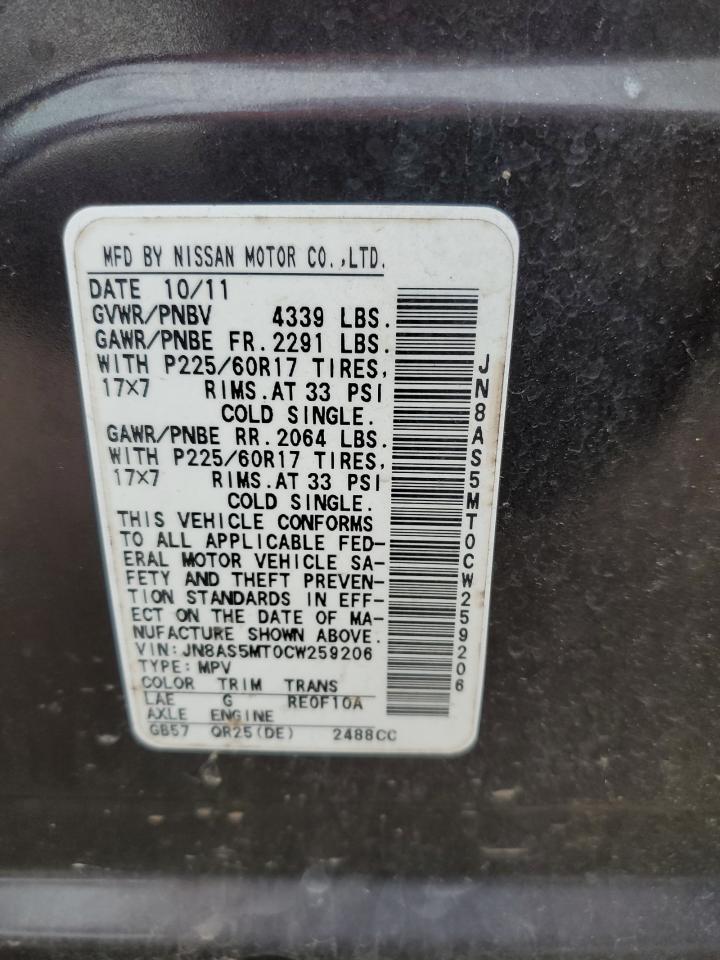 MFD BY NISSAN MOTOR CO.,LTD.
DATE 10/11
GVWR/PNBV 4339 LBS.
GAWR/PNBE FR.2291 LBS.
WITH P225/60R17 TIRES,
17×7 RIMS.AT 33 PSI
COLD SINGLE.
GAWR/PNBE RR.2064 LBS.
WITH P225/60R17 TIRES,
17×7 RIMS.AT 33 PSI
COLD SINGLE.
THIS VEHICLE CONFORMS
TO ALL APPLICABLE FED-
ERAL MOTOR VEHICLE SA-
FETY AND THEFT PREVEN-
TION STANDARDS IN EFF-
ECT ON THE DATE OF MA-
NUFACTURE SHOWN ABOVE.
VIN:JN8AS5MT0CW259206
TYPE:MPV
COLOR TRIM TRANS
LAE G RE0F10A
AXLE ENGINE
GB57 QR25(DE) 2488CC
JN8AS5MT0CW259206